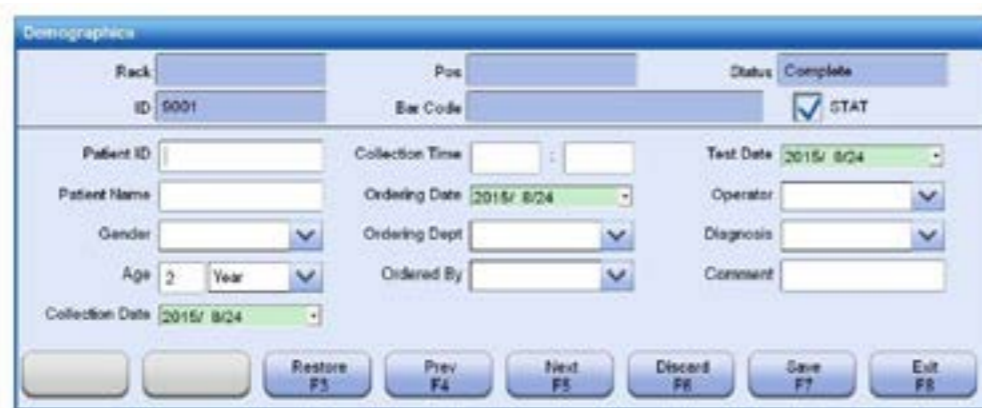 Demographics
Rack Pos Status Complete
ID 9001 Bar Code STAT
Patient ID Collection Time : Test Date 2015/ 8/24
Patient Name Ordering Date 2015/ 8/24 Operator
Gender Ordering Dept Diagnosis
Age 2 Year Ordered By Comment
Collection Date 2015/ 8/24
Restore Prev Next Discard Save Exit
F3 F4 F5 F6 F7 F8